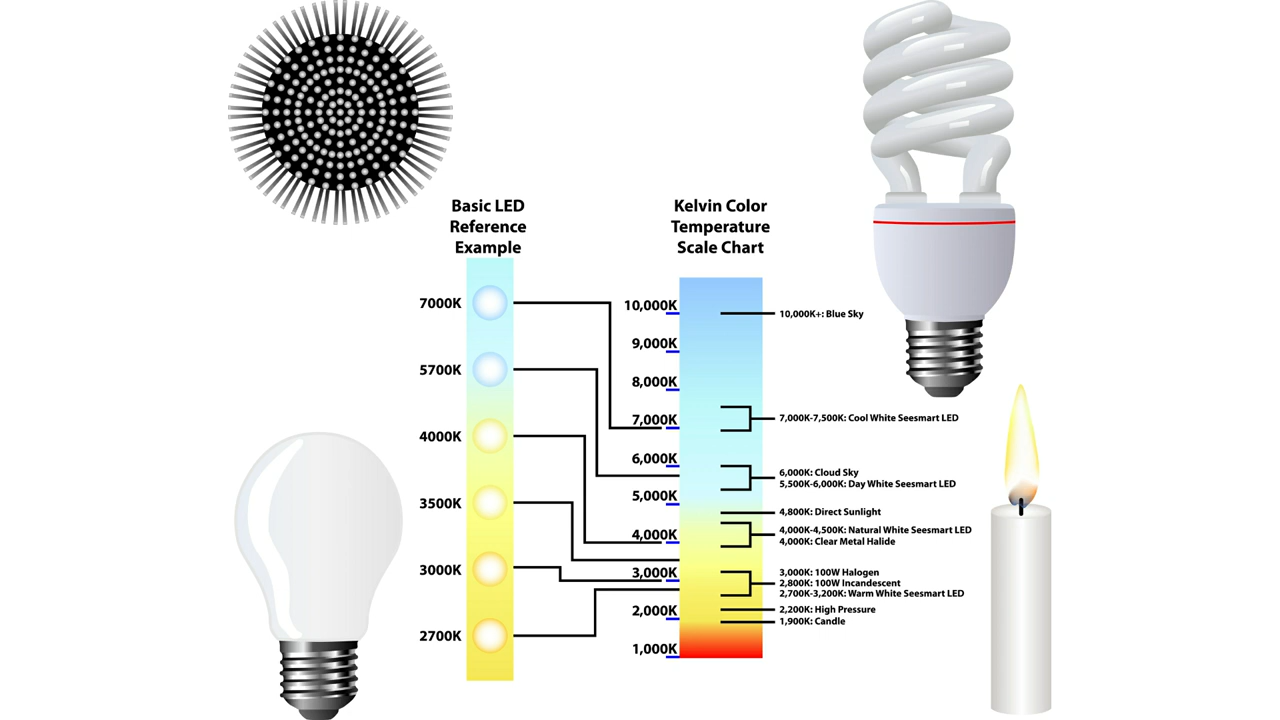 Basic LED
Reference
Example
7000K
5700K
4000K
3500K
3000K
2700K
Kelvin Color
Temperature
Scale Chart
10,000K
9,000K
8,000K
7,000K
6,000K
5,000K
4,000K
3,000K
2,000K
1,000K
10,000K+: Blue Sky
7,000K-7,500K: Cool White Seesmart LED
6,000K: Cloud Sky
5,500K-6,000K: Day White Seesmart LED
4,800K: Direct Sunlight
4,000K-4,500K: Natural White Seesmart LED
4,000K: Clear Metal Halide
3,000K: 100W Halogen
2,800K: 100W Incandescent
2,700K-3,200K: Warm White Seesmart LED
2,200K: High Pressure
1,900K: Candle